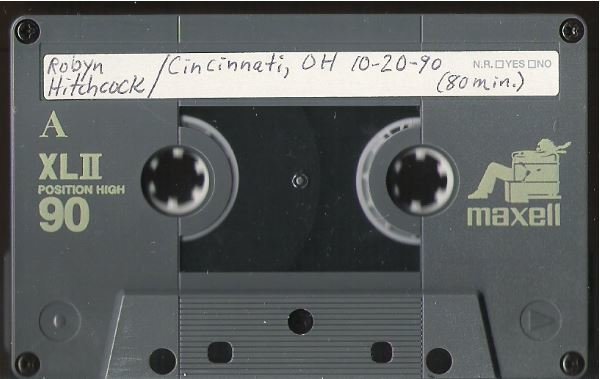 Robyn Hitchcock / Cincinnati, OH 10-20-90 (80 min.)
N.R. □YES □NO
A
XLII
POSITION HIGH
90
maxell